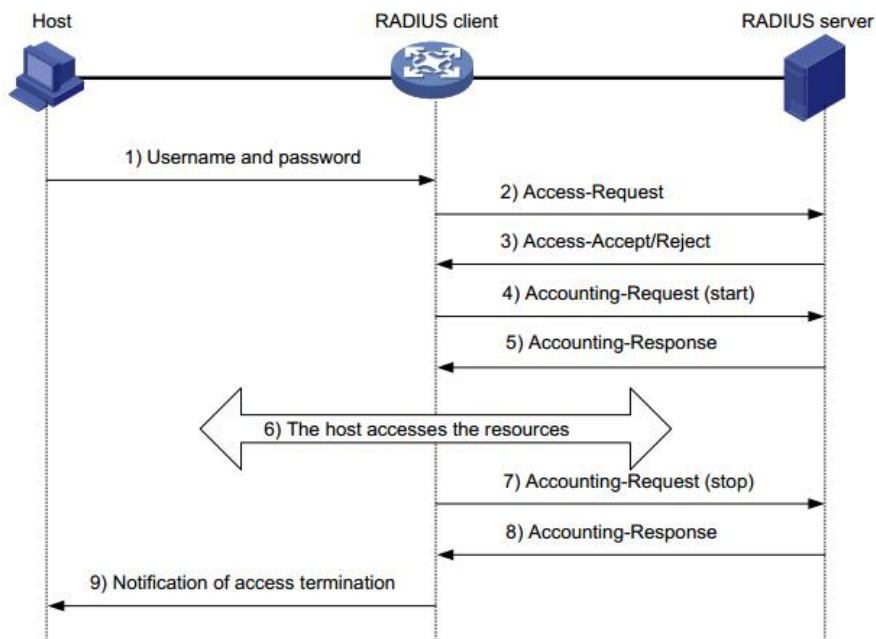 Host
RADIUS client
RADIUS server
1) Username and password
2) Access-Request
3) Access-Accept/Reject
4) Accounting-Request (start)
5) Accounting-Response
6) The host accesses the resources
7) Accounting-Request (stop)
8) Accounting-Response
9) Notification of access termination